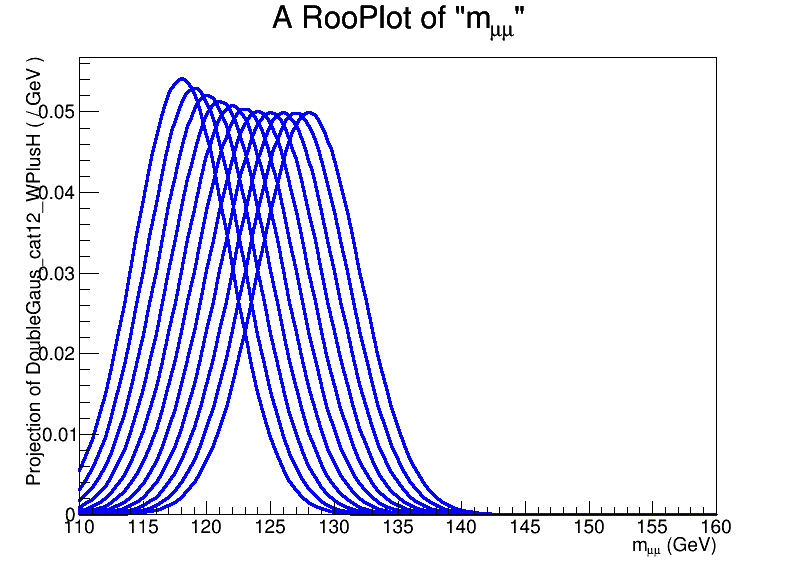 A RooPlot of "mμμ"
Projection of DoubleGaus_cat12_WPlusH ( / GeV )
0.05
0.04
0.03
0.02
0.01
0
110 115 120 125 130 135 140 145 150 155 160
mμμ (GeV)